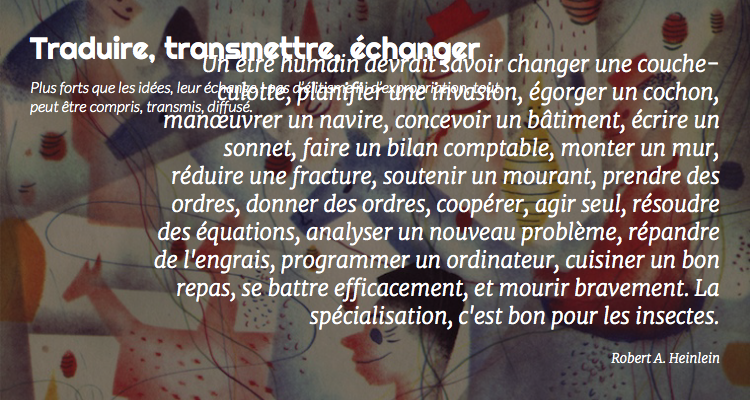 Traduire, transmettre, échanger
Plus forts que les idées, leur échange ! pas d'élitisme ni d'expropriation, tout
peut être compris, transmis, diffusé.
Un être humain devrait savoir changer une couche-
culotte, planifier une invasion, égorger un cochon,
manœuvrer un navire, concevoir un bâtiment, écrire un
sonnet, faire un bilan comptable, monter un mur,
réduire une fracture, soutenir un mourant, prendre des
ordres, donner des ordres, coopérer, agir seul, résoudre
des équations, analyser un nouveau problème, répandre
de l'engrais, programmer un ordinateur, cuisiner un bon
repas, se battre efficacement, et mourir bravement. La
spécialisation, c'est bon pour les insectes.
Robert A. Heinlein